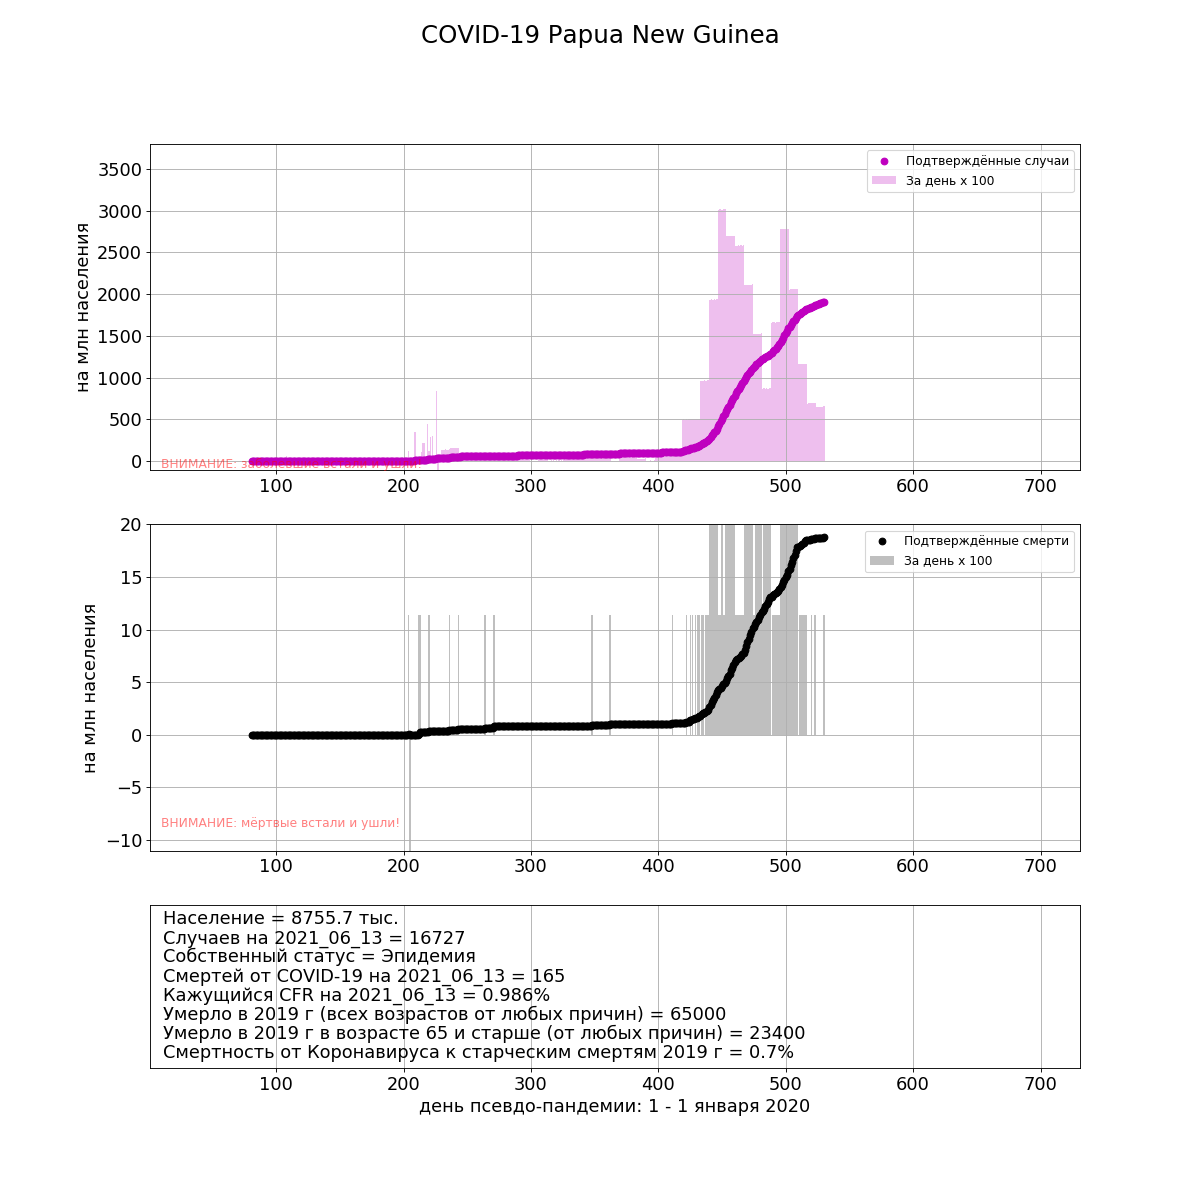 COVID-19 Papua New Guinea
3500
3000
2500
2000
1500
1000
500
0
на млн населения
Подтверждённые случаи
За день x 100
ВНИМАНИЕ: заболевшие встали и ушли!
100 200 300 400 500 600 700
20
15
10
5
0
−5
−10
на млн населения
Подтверждённые смерти
За день x 100
ВНИМАНИЕ: мёртвые встали и ушли!
100 200 300 400 500 600 700
Население = 8755.7 тыс.
Случаев на 2021_06_13 = 16727
Собственный статус = Эпидемия
Смертей от COVID-19 на 2021_06_13 = 165
Кажущийся CFR на 2021_06_13 = 0.986%
Умерло в 2019 г (всех возрастов от любых причин) = 65000
Умерло в 2019 г в возрасте 65 и старше (от любых причин) = 23400
Смертность от Коронавируса к старческим смертям 2019 г = 0.7%
100 200 300 400 500 600 700
день псевдо-пандемии: 1 - 1 января 2020